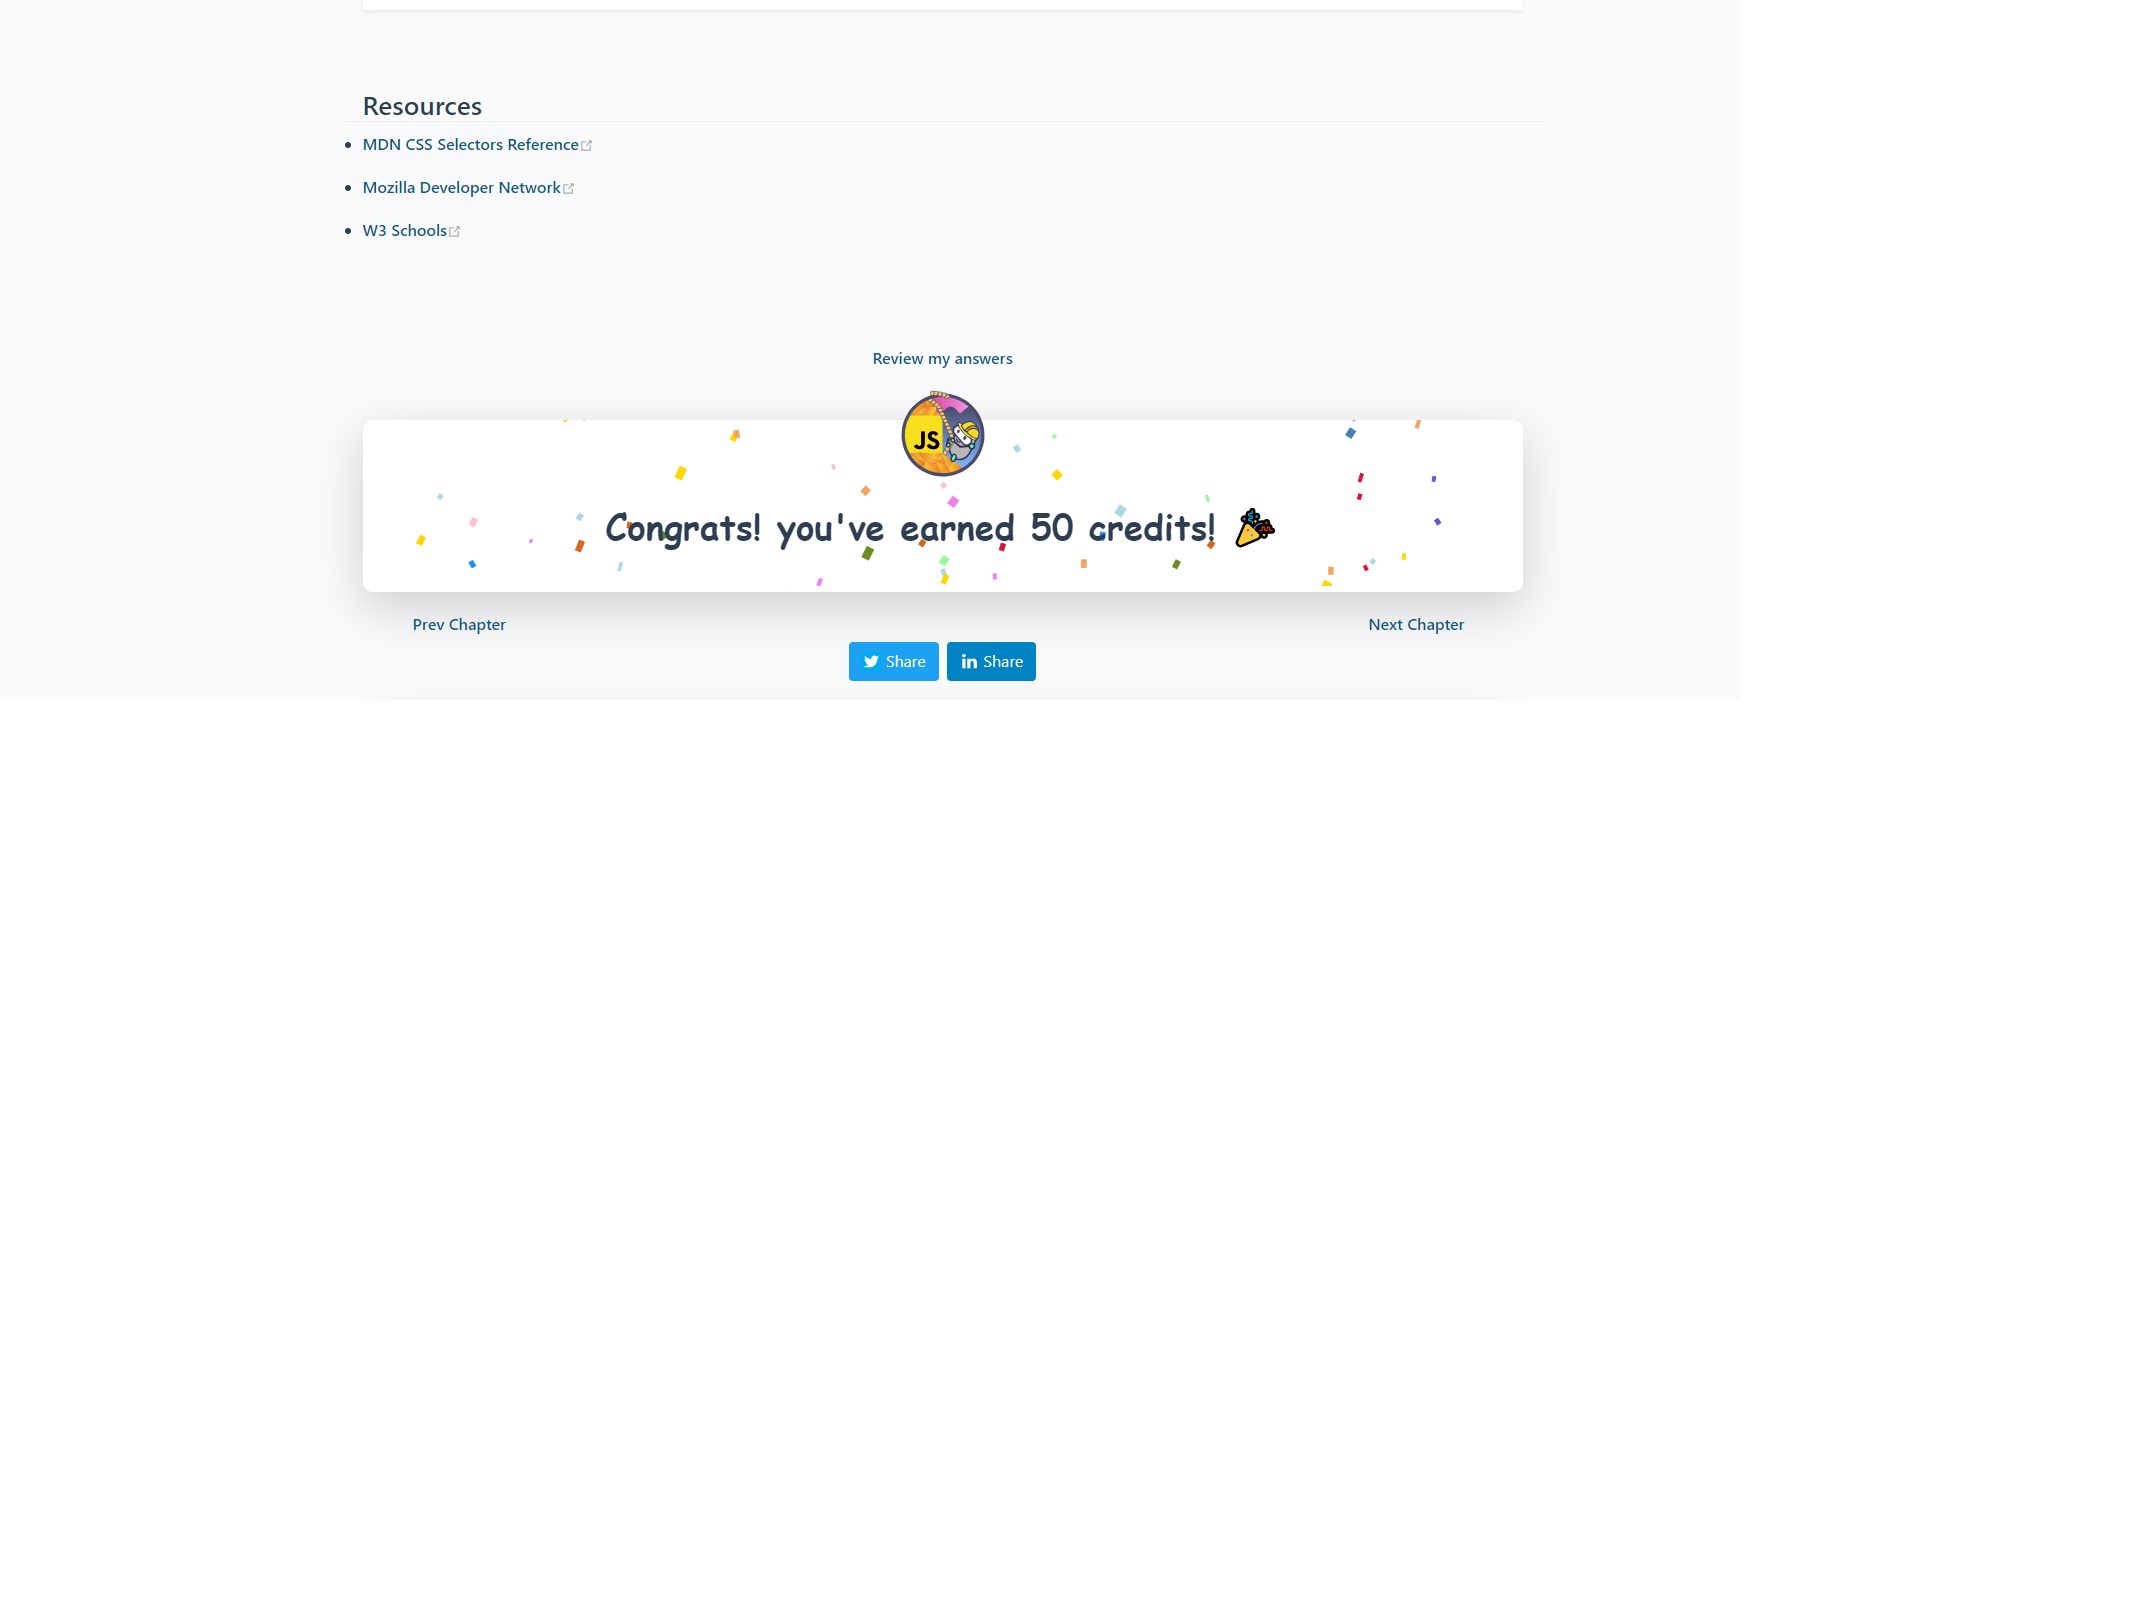 Resources
MDN CSS Selectors Reference
Mozilla Developer Network
W3 Schools
Review my answers
JS
Congrats! you've earned 50 credits! 🎉
Prev Chapter
Next Chapter
Share
Share